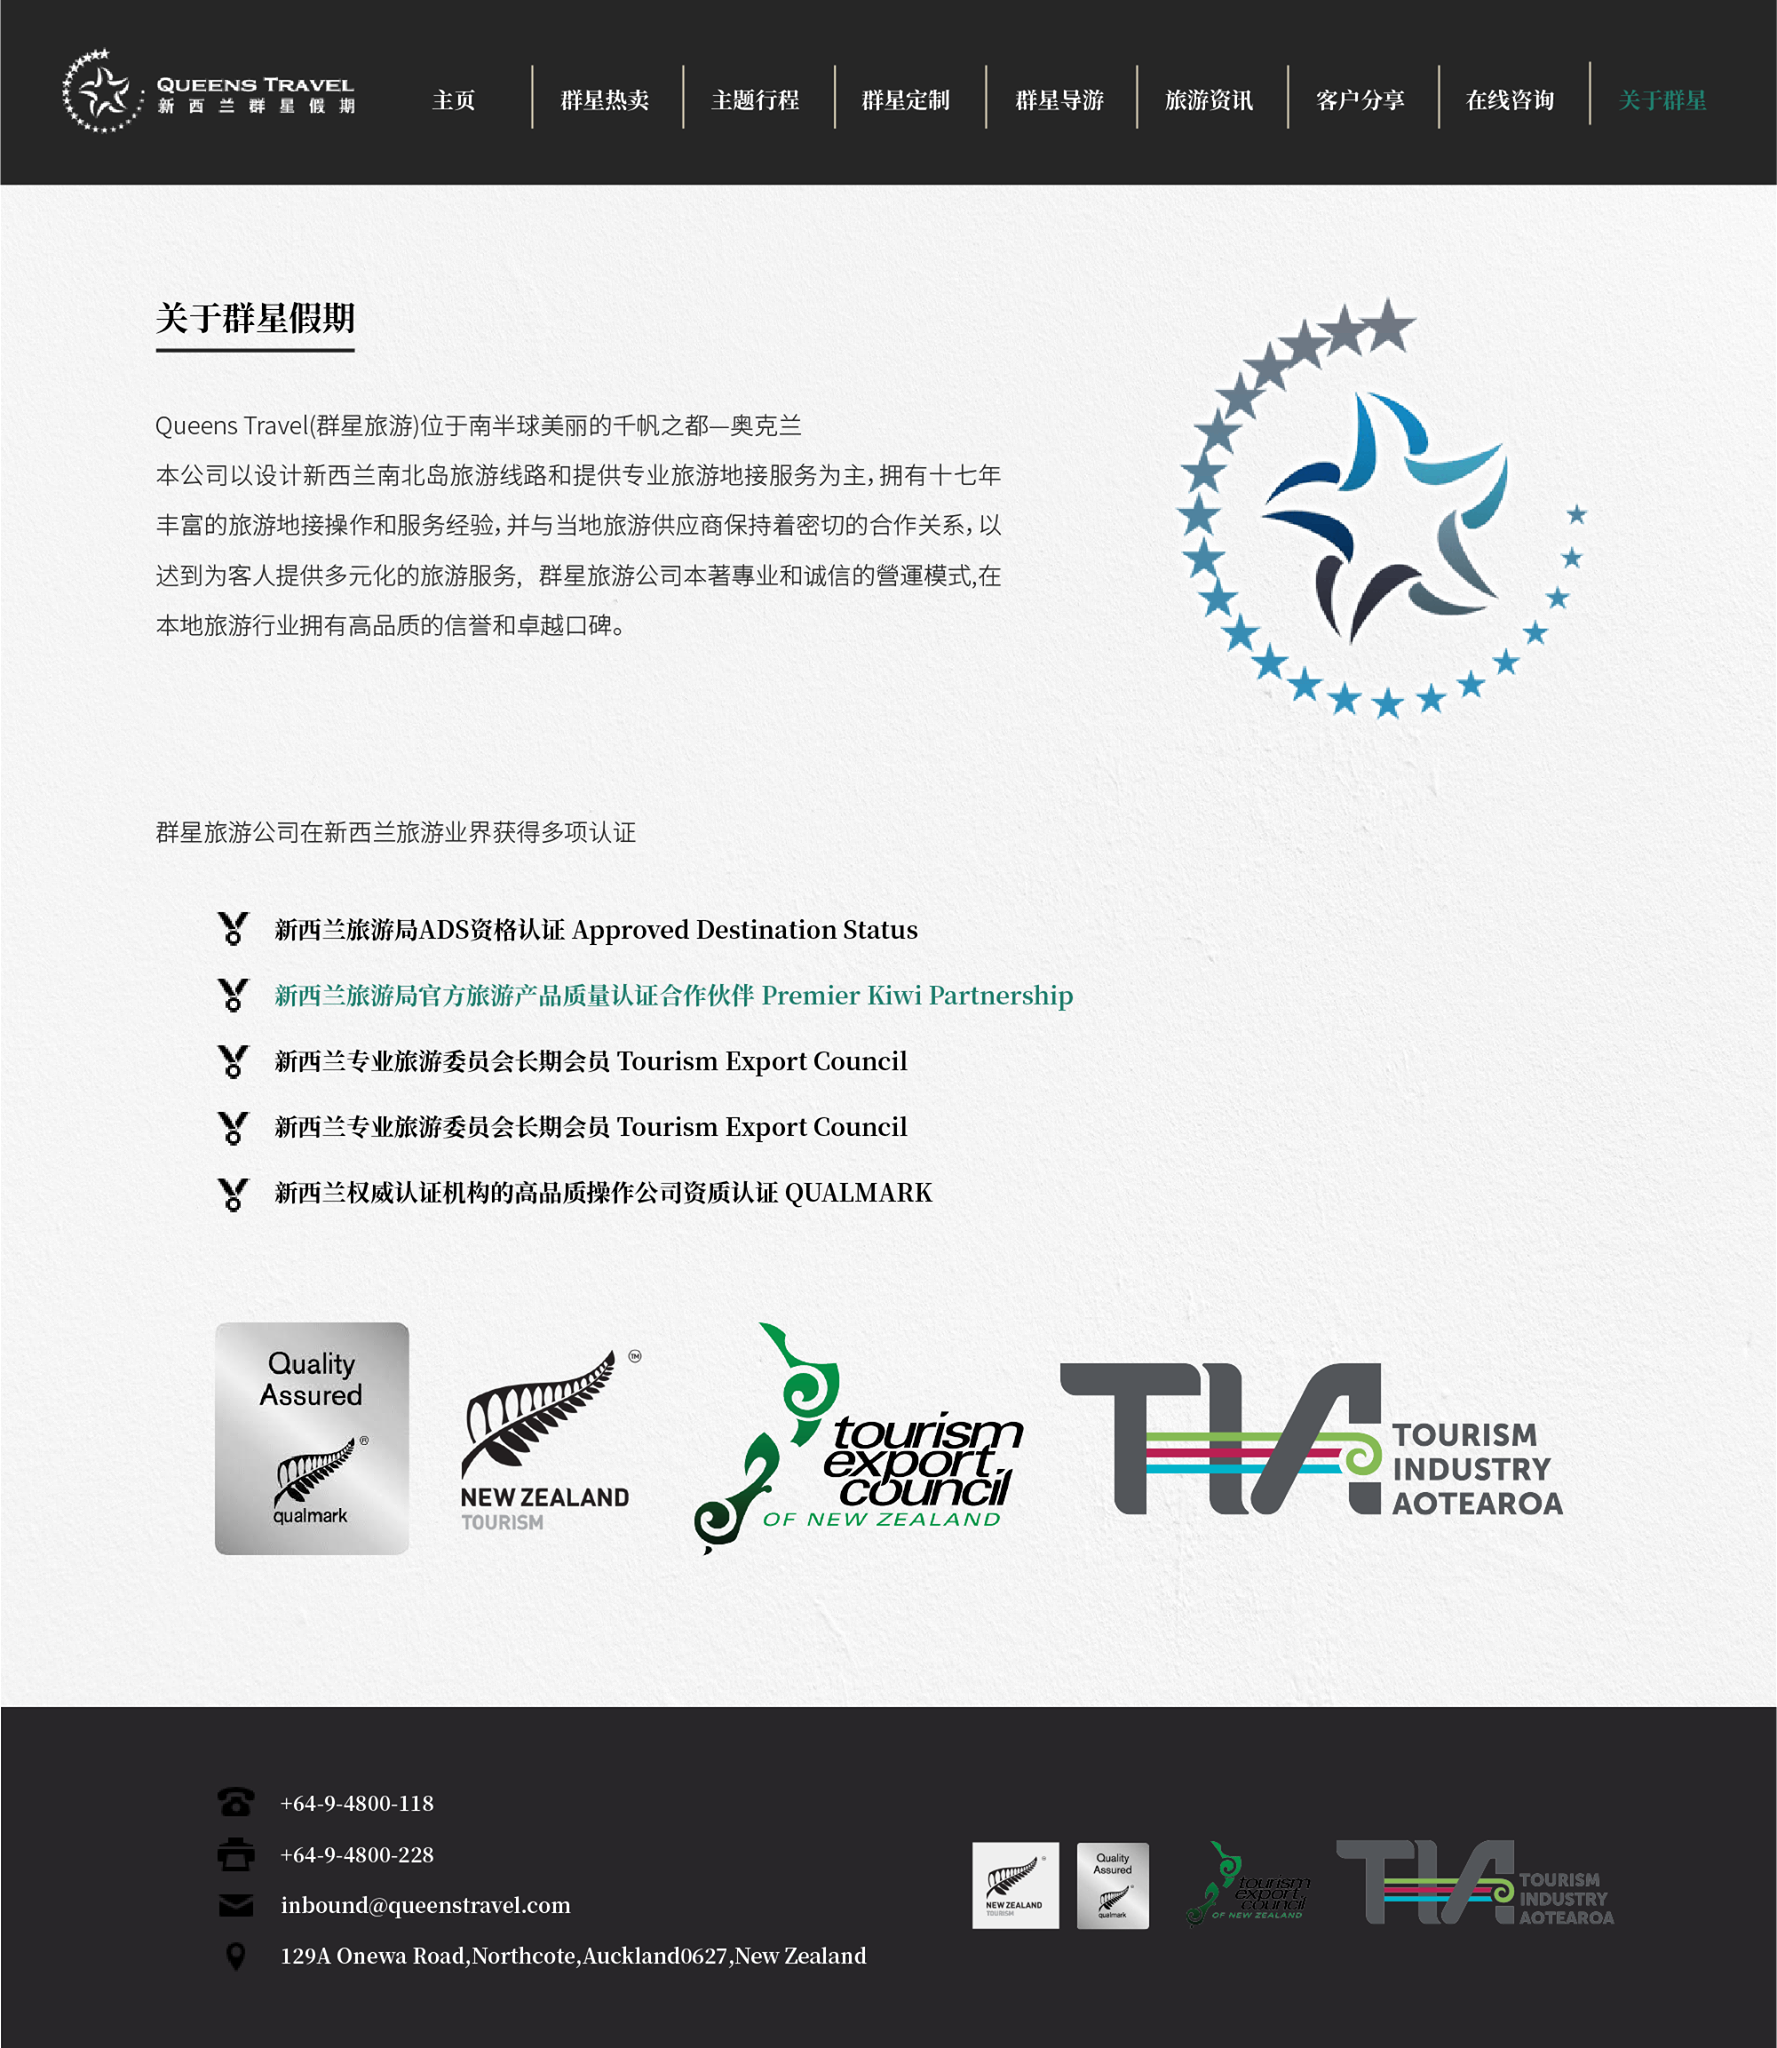 QUEENS TRAVEL
新西兰群星假期
主页
群星热卖
主题行程
群星定制
群星导游
旅游资讯
客户分享
在线咨询
关于群星
关于群星假期
Queens Travel(群星旅游)位于南半球美丽的千帆之都—奥克兰
本公司以设计新西兰南北岛旅游线路和提供专业旅游地接服务为主，拥有十七年
丰富的旅游地接操作和服务经验，并与当地旅游供应商保持着密切的合作关系，以
达到为客人提供多元化的旅游服务, 群星旅游公司本著專业和诚信的營運模式,在
本地旅游行业拥有高品质的信誉和卓越口碑。
群星旅游公司在新西兰旅游业界获得多项认证
新西兰旅游局ADS资格认证 Approved Destination Status
新西兰旅游局官方旅游产品质量认证合作伙伴 Premier Kiwi Partnership
新西兰专业旅游委员会长期会员 Tourism Export Council
新西兰专业旅游委员会长期会员 Tourism Export Council
新西兰权威认证机构的高品质操作公司资质认证 QUALMARK
Quality
Assured
®
qualmark
TM
NEW ZEALAND
TOURISM
tourism
export
council
OF NEW ZEALAND
TIA
TOURISM
INDUSTRY
AOTEAROA
+64-9-4800-118
+64-9-4800-228
inbound@queenstravel.com
129A Onewa Road,Northcote,Auckland0627,New Zealand
NEW ZEALAND
TOURISM
Quality
Assured
qualmark
tourism
export
council
OF NEW ZEALAND
TIA
TOURISM
INDUSTRY
AOTEAROA